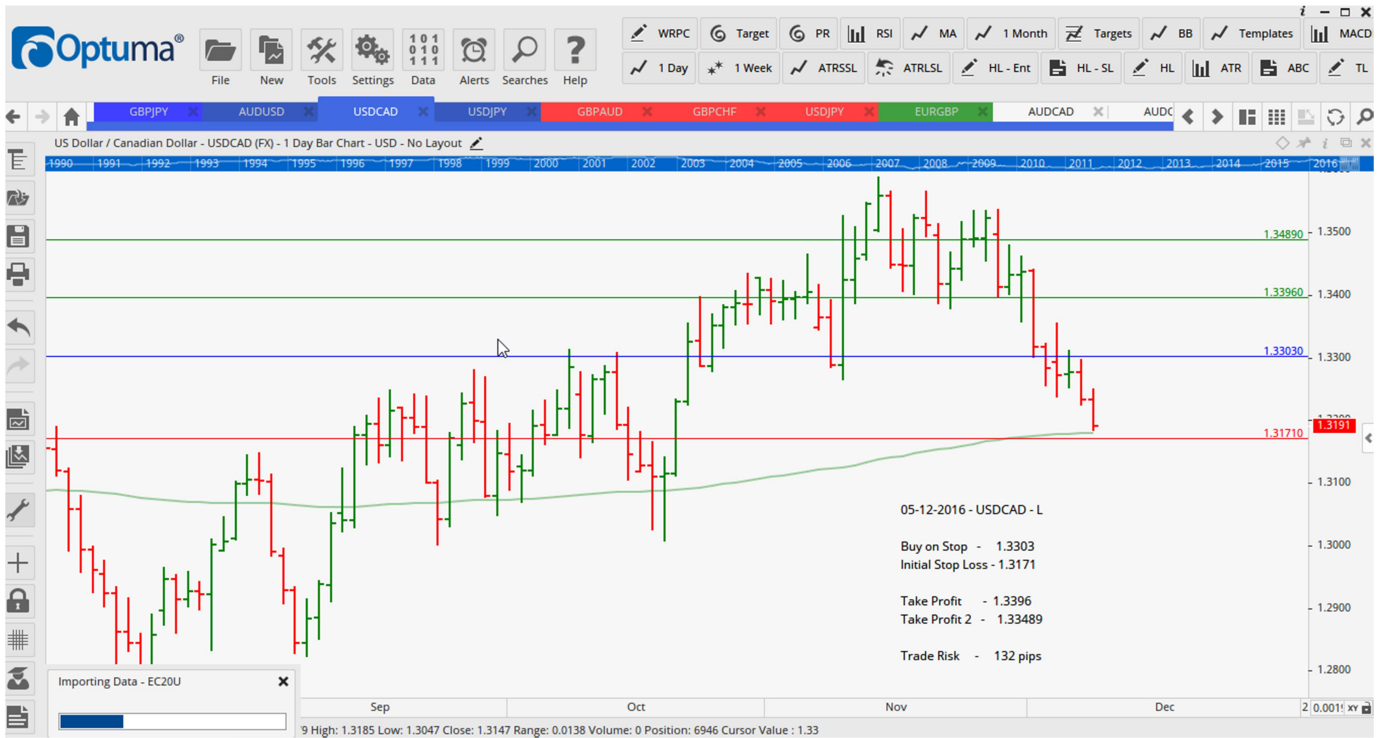 i
Optuma®
File New Tools Settings Data Alerts Searches Help
WRPC Target PR RSI MA 1 Month Targets BB Templates MACD
1 Day 1 Week ATRSSL ATRLSL HL - Ent HL - SL HL ATR ABC TL
GBPJPY AUDUSD USDCAD USDJPY GBPAUD GBPCHF USDJPY EURGBP AUDCAD AUDC
US Dollar / Canadian Dollar - USDCAD (FX) - 1 Day Bar Chart - USD - No Layout
1990 1991 1992 1993 1994 1995 1996 1997 1998 1999 2000 2001 2002 2003 2004 2005 2006 2007 2008 2009 2010 2011 2012 2013 2014 2015 2016
1.34890 1.3500
1.33960 1.3400
1.33030 1.3300
1.3191
1.31710
1.3100
05-12-2016 - USDCAD - L
Buy on Stop - 1.3303
1.3000
Initial Stop Loss - 1.3171
Take Profit - 1.3396
1.2900
Take Profit 2 - 1.33489
Trade Risk - 132 pips
1.2800
Importing Data - EC20U
Sep Oct Nov Dec 2 XY
9 High: 1.3185 Low: 1.3047 Close: 1.3147 Range: 0.0138 Volume: 0 Position: 6946 Cursor Value : 1.33